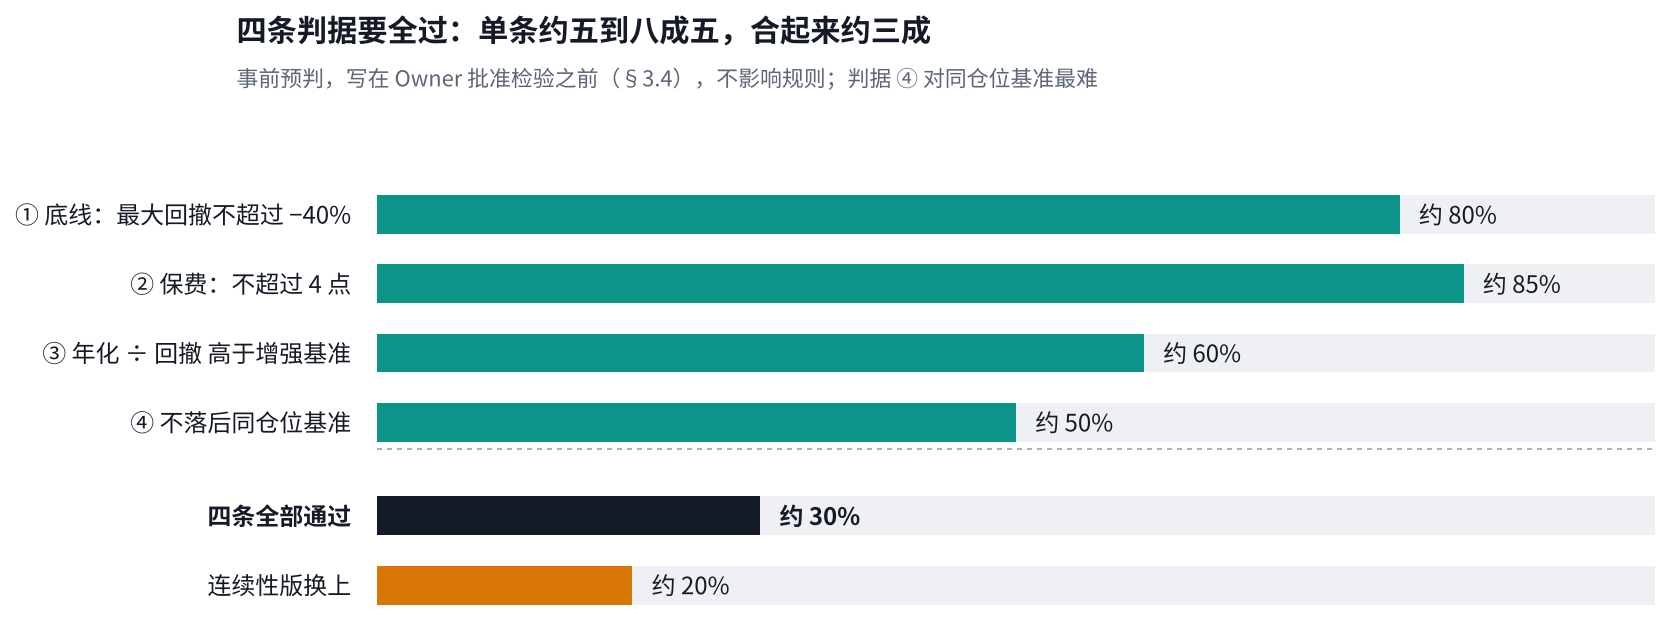 四条判据要全过：单条约五到八成五，合起来约三成
事前预判，写在 Owner 批准检验之前（§3.4），不影响规则；判据 ④ 对同仓位基准最难
① 底线：最大回撤不超过 −40% 约 80%
② 保费：不超过 4 点 约 85%
③ 年化 ÷ 回撤 高于增强基准 约 60%
④ 不落后同仓位基准 约 50%
四条全部通过 约 30%
连续性版换上 约 20%